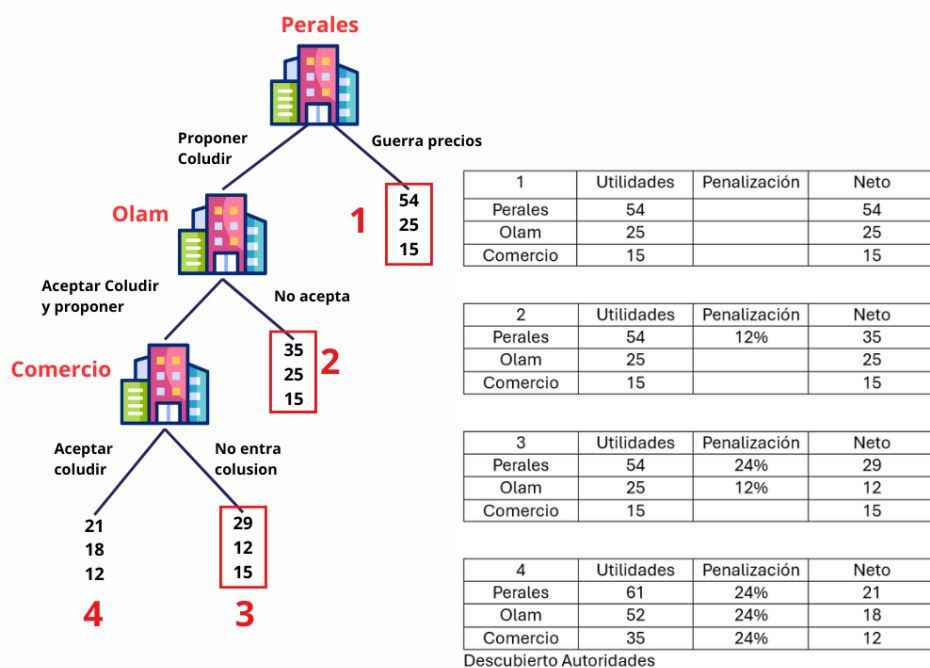 Perales
Proponer
Coludir
Guerra precios
Olam
1
54
25
15
Aceptar Coludir
y proponer
No acepta
Comercio
35
25
15
2
Aceptar
coludir
No entra
colusion
21
18
12
29
12
15
4
3
1 Utilidades Penalización Neto
Perales 54 54
Olam 25 25
Comercio 15 15
2 Utilidades Penalización Neto
Perales 54 12% 35
Olam 25 25
Comercio 15 15
3 Utilidades Penalización Neto
Perales 54 24% 29
Olam 25 12% 12
Comercio 15 15
4 Utilidades Penalización Neto
Perales 61 24% 21
Olam 52 24% 18
Comercio 35 24% 12
Descubierto Autoridades